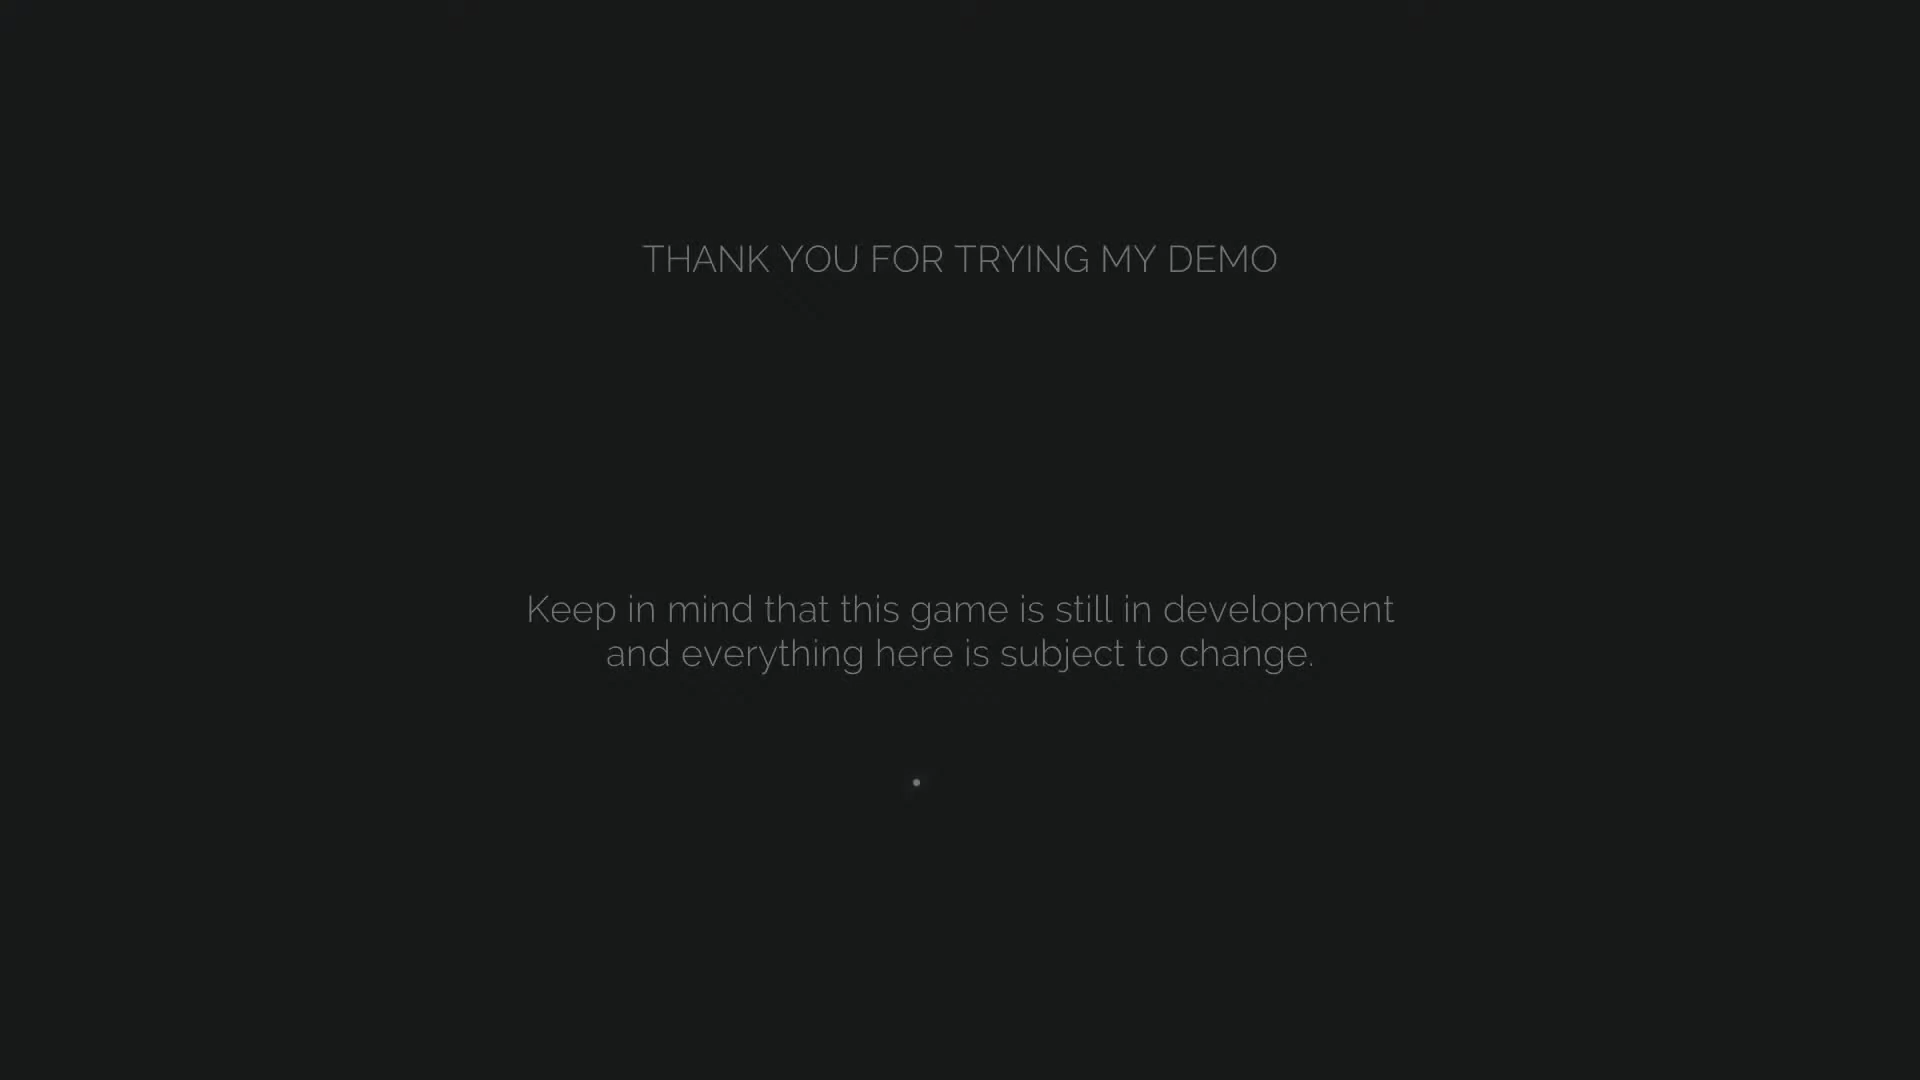 THANK YOU FOR TRYING MY DEMO
Keep in mind that this game is still in development
and everything here is subject to change.